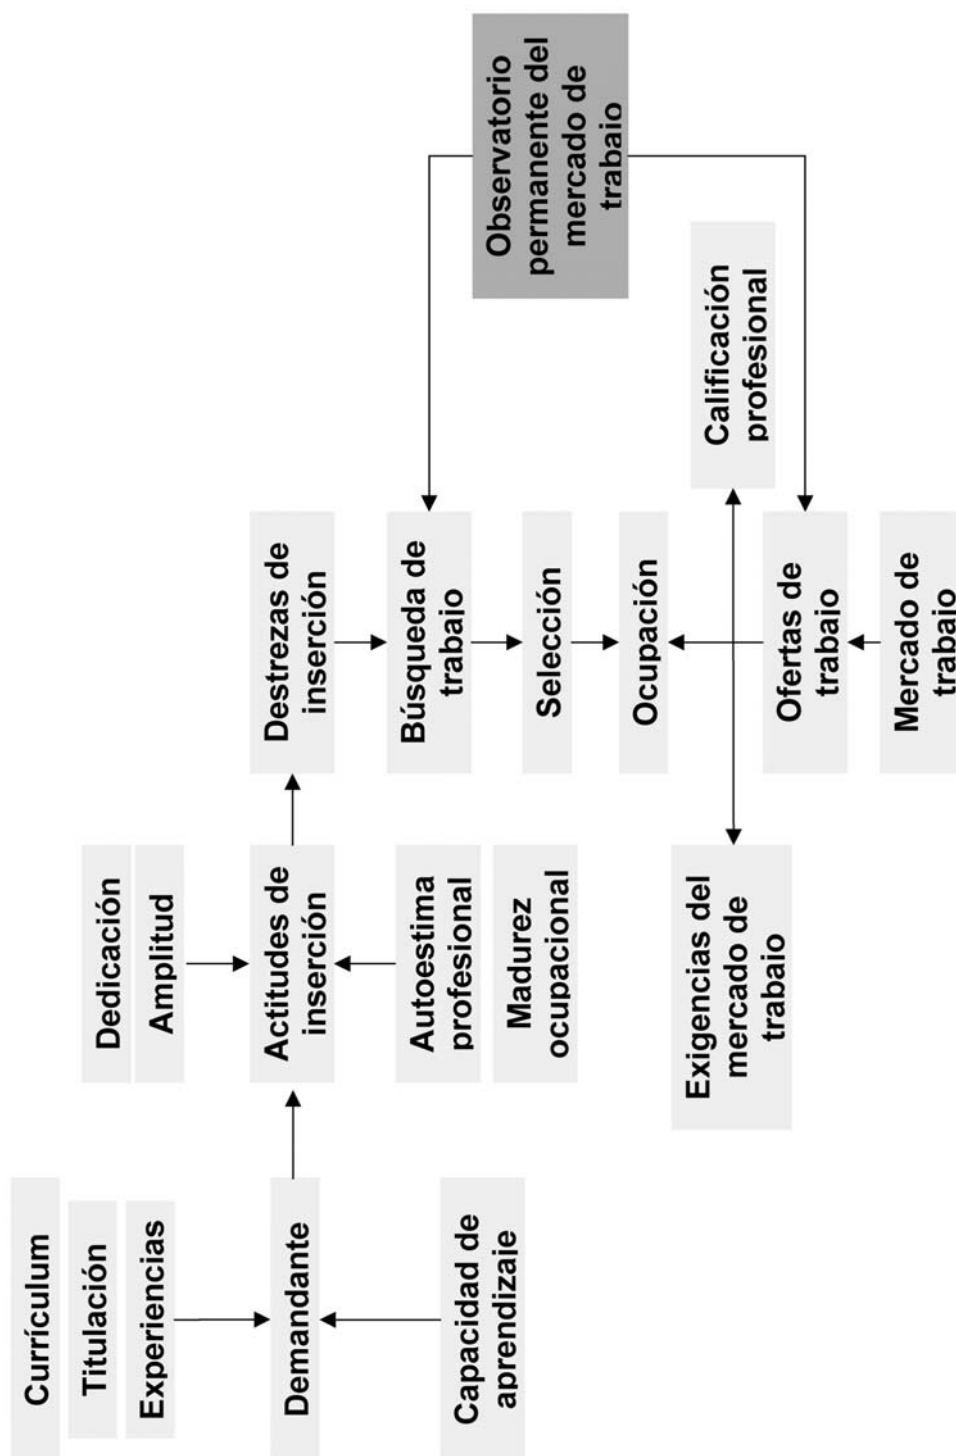 Currículum
Titulación
Experiencias
Demandante
Capacidad de
aprendizaje
Dedicación
Amplitud
Actitudes de
inserción
Autoestima
profesional
Madurez
ocupacional
Exigencias del
mercado de
trabajo
Destrezas de
inserción
Búsqueda de
trabajo
Selección
Ocupación
Ofertas de
trabajo
Mercado de
trabajo
Calificación
profesional
Observatorio
permanente del
mercado de
trabajo